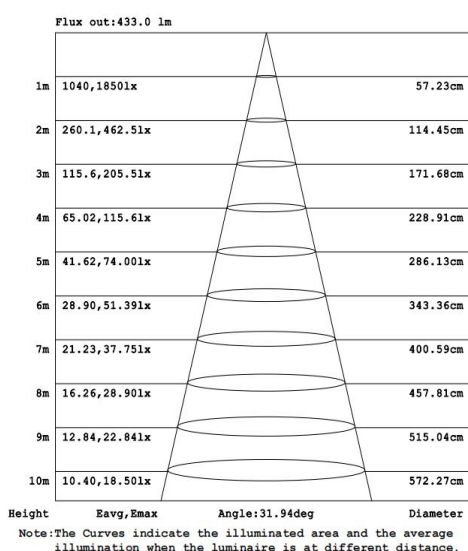 Flux out:433.0 lm
1m 1040,1850lx 57.23cm
2m 260.1,462.5lx 114.45cm
3m 115.6,205.5lx 171.68cm
4m 65.02,115.6lx 228.91cm
5m 41.62,74.00lx 286.13cm
6m 28.90,51.39lx 343.36cm
7m 21.23,37.75lx 400.59cm
8m 16.26,28.90lx 457.81cm
9m 12.84,22.84lx 515.04cm
10m 10.40,18.50lx 572.27cm
Height Eavg,Emax Angle:31.94deg Diameter
Note:The Curves indicate the illuminated area and the average
illumination when the luminaire is at different distance.